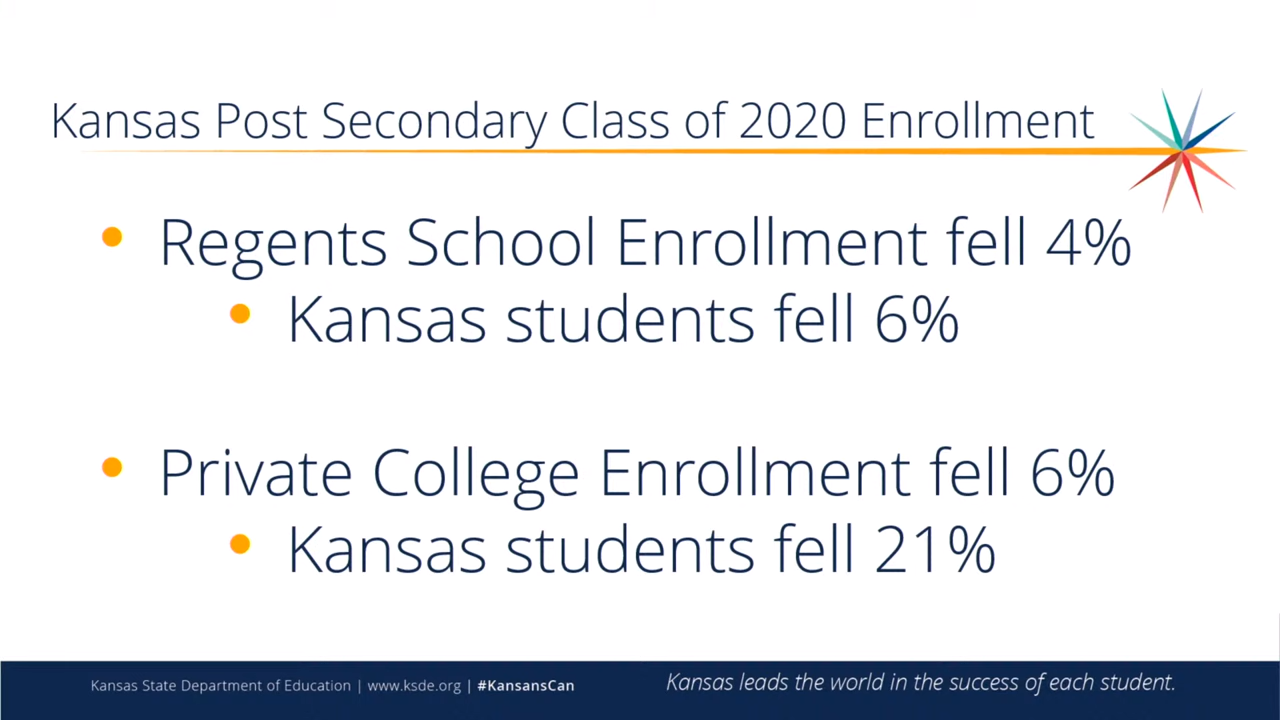 Kansas Post Secondary Class of 2020 Enrollment
• Regents School Enrollment fell 4%
• Kansas students fell 6%
• Private College Enrollment fell 6%
• Kansas students fell 21%
Kansas State Department of Education | www.ksde.org | #KansansCan
Kansas leads the world in the success of each student.